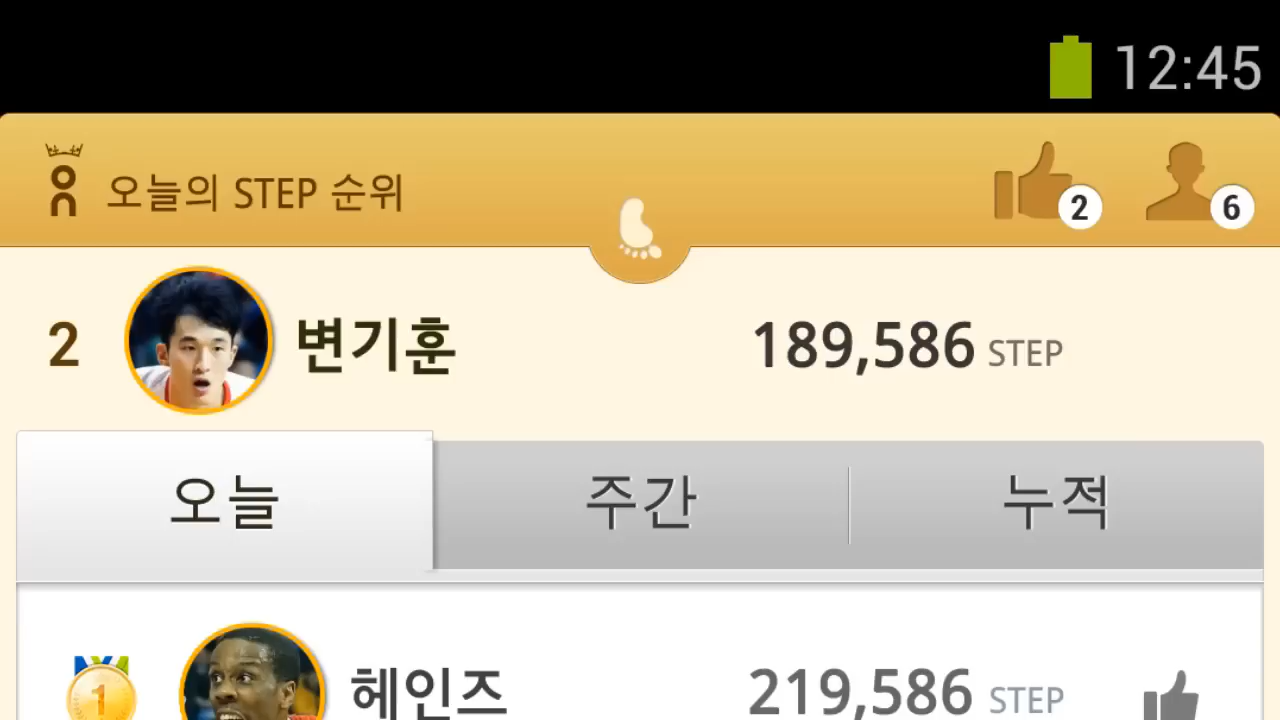 12:45
오늘의 STEP 순위
2
6
2 변기훈 189,586 STEP
오늘 주간 누적
1 헤인즈 219,586 STEP